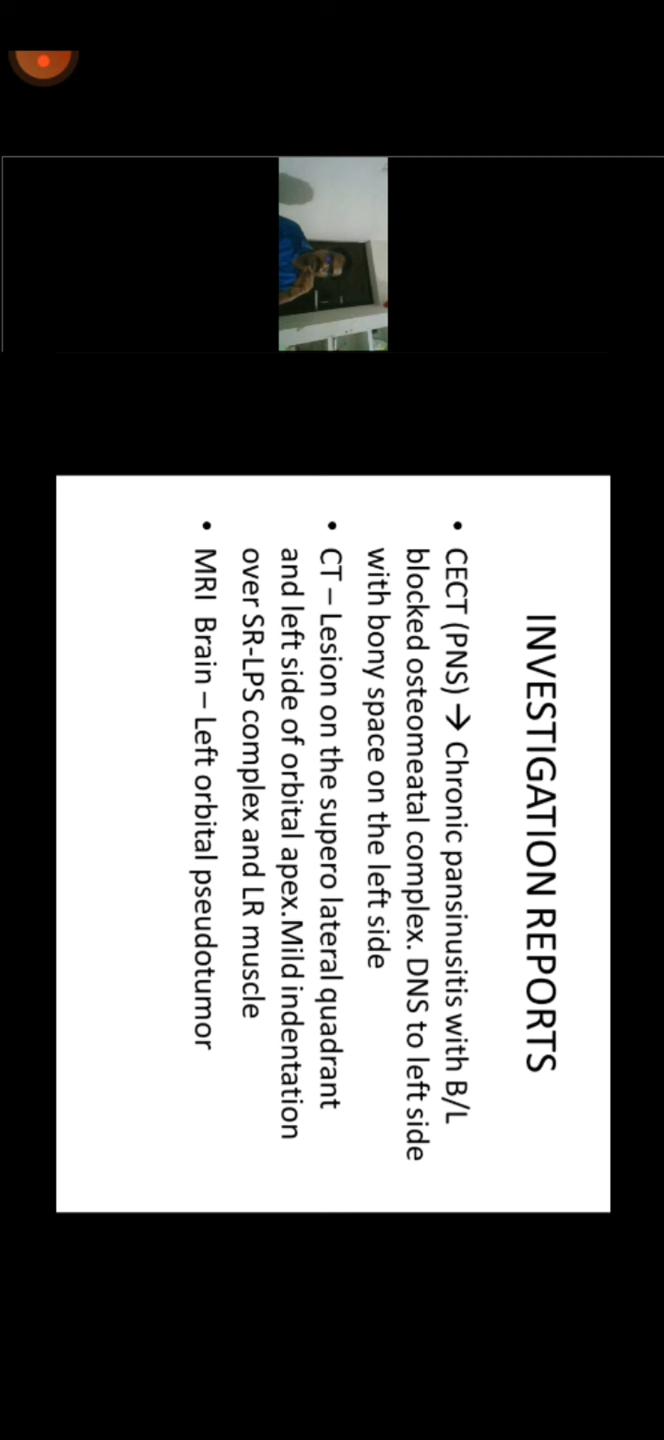 INVESTIGATION REPORTS
• CECT (PNS) → Chronic pansinusitis with B/L
blocked osteomeatal complex. DNS to left side
with bony space on the left side
• CT – Lesion on the supero lateral quadrant
and left side of orbital apex.Mild indentation
over SR-LPS complex and LR muscle
• MRI Brain – Left orbital pseudotumor